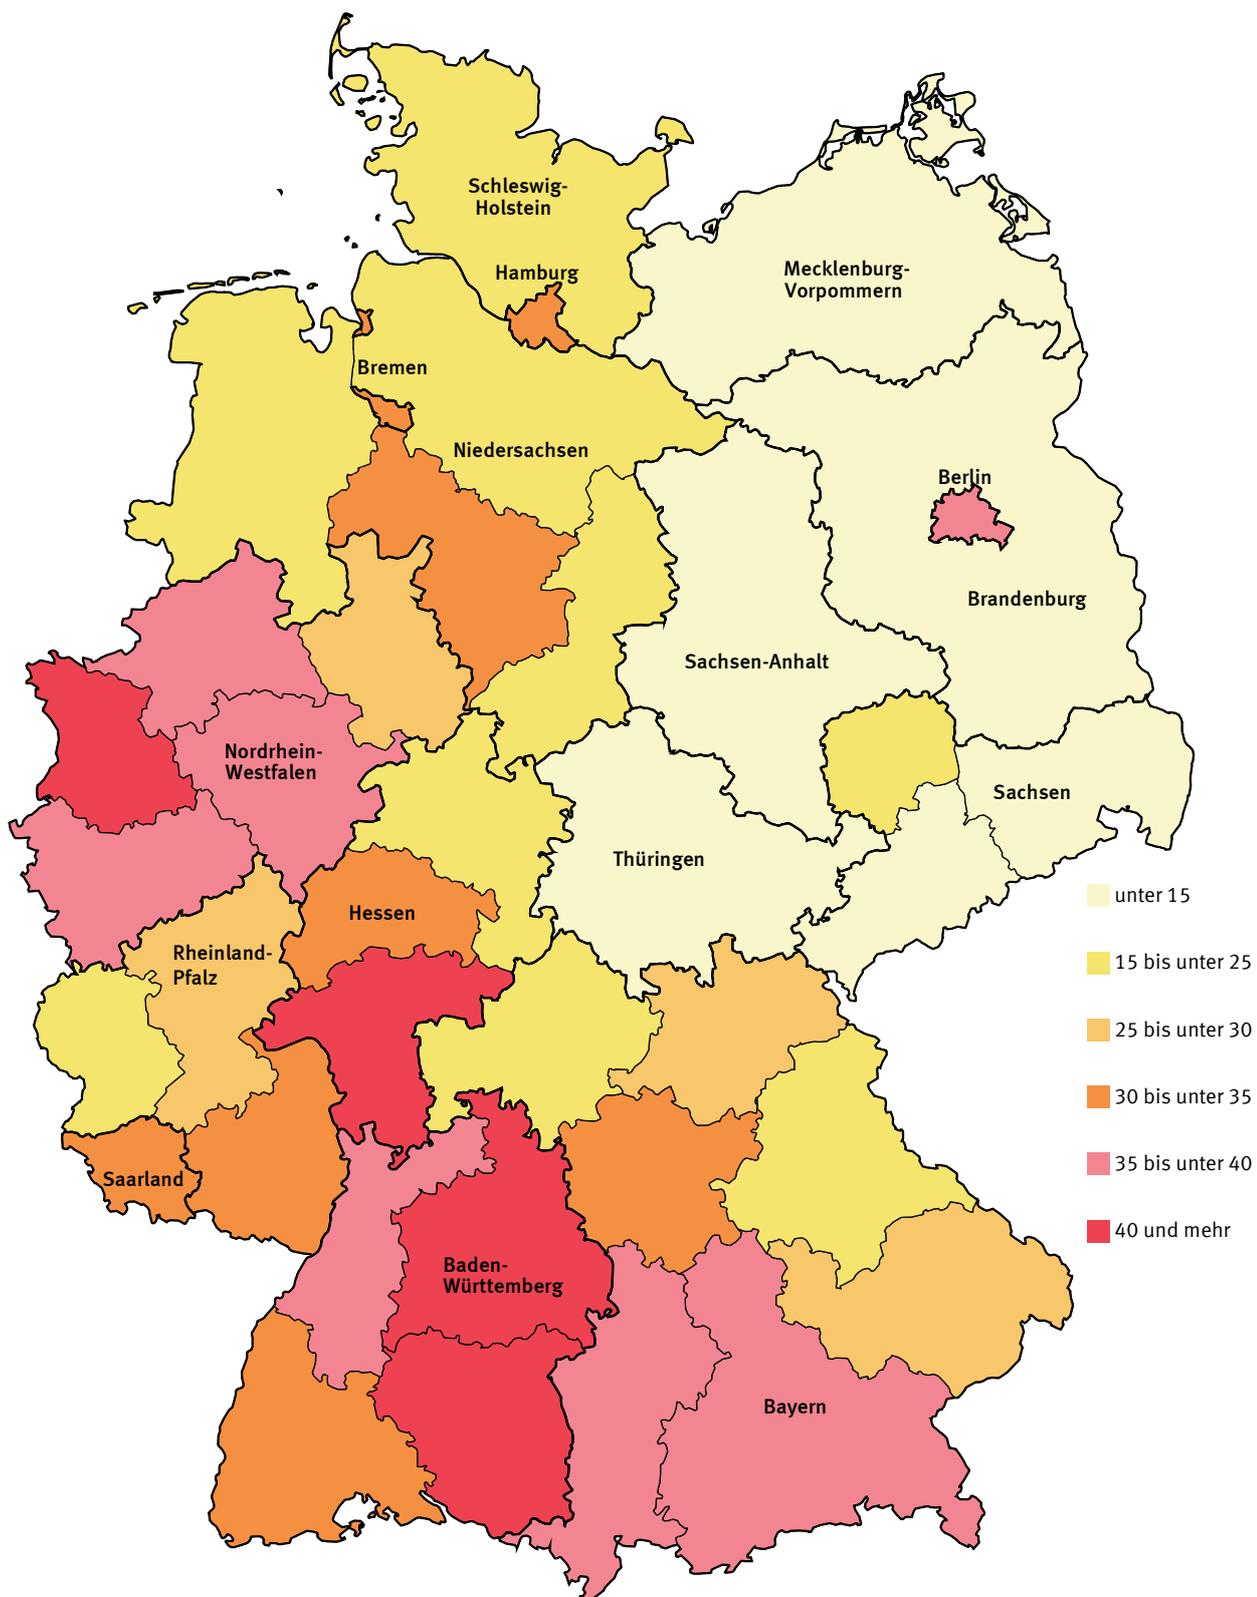 Schleswig-
Holstein
Hamburg
Mecklenburg-
Vorpommern
Bremen
Niedersachsen
Berlin
Brandenburg
Sachsen-Anhalt
Nordrhein-
Westfalen
Sachsen
Thüringen
Hessen
Rheinland-
Pfalz
Saarland
Baden-
Württemberg
Bayern
unter 15
15 bis unter 25
25 bis unter 30
30 bis unter 35
35 bis unter 40
40 und mehr